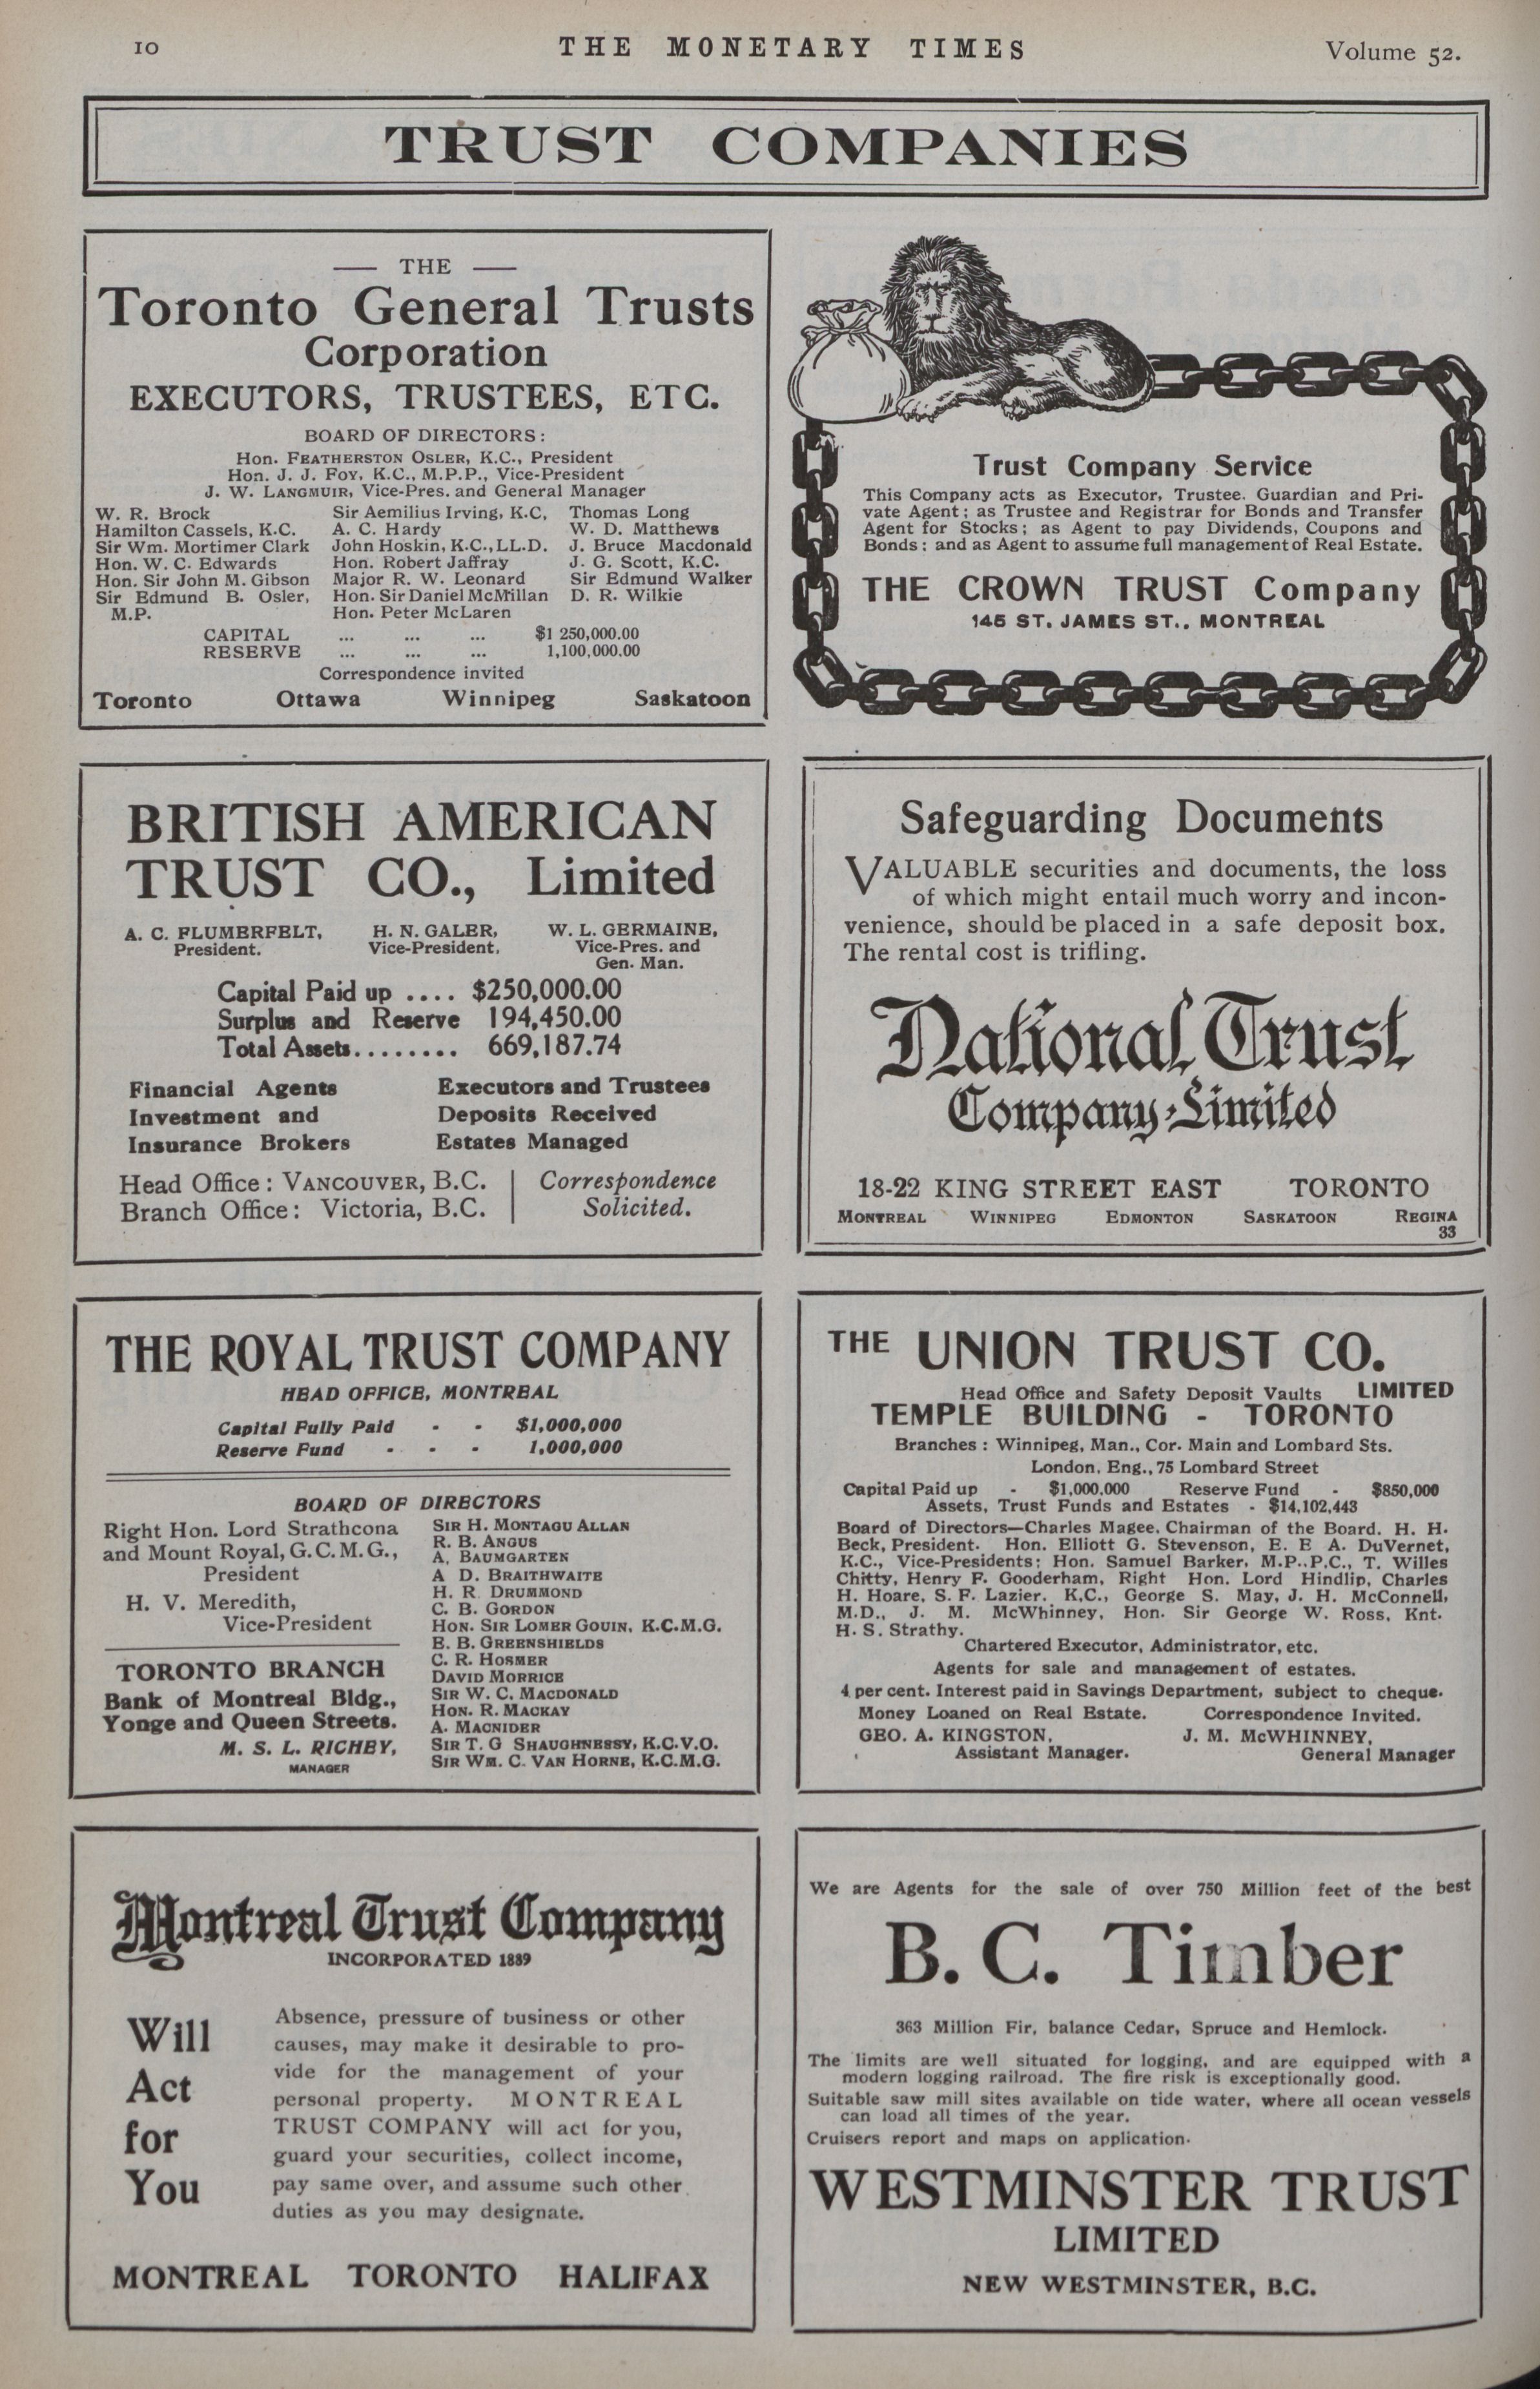 10
THE MONETARY TIMES
Volume 52.
TRUST COMPANIES
THE
Toronto General Trusts
Corporation
EXECUTORS, TRUSTEES, ETC.
BOARD OF DIRECTORS:
Hon. FEATHERSTON OSLER, K.C., President
Hon. J. J. FOY, K.C., M.P.P., Vice-President
J. W. LANGMUIR, Vice-Pres. and General Manager
W. R. Brock
Hamilton Cassels, K.C.
Sir Wm. Mortimer Clark
Hon. W. C. Edwards
Hon. Sir John M. Gibson
Sir Edmund B. Osler,
M.P.
Sir Aemilius Irving, K.C,
A. C. Hardy
John Hoskin, K.C., LL.D.
Hon. Robert Jaffray
Major R. W. Leonard
Hon. Sir Daniel McMillan
Hon. Peter McLaren
Thomas Long
W. D. Matthews
J. Bruce Macdonald
J. G. Scott, K.C.
Sir Edmund Walker
D. R. Wilkie
CAPITAL ... ... ... $1 250,000.00
RESERVE ... ... ... 1,100,000.00
Correspondence invited
Toronto Ottawa Winnipeg Saskatoon
Trust Company Service
This Company acts as Executor, Trustee. Guardian and Pri-
vate Agent; as Trustee and Registrar for Bonds and Transfer
Agent for Stocks; as Agent to pay Dividends, Coupons and
Bonds; and as Agent to assume full management of Real Estate.
THE CROWN TRUST Company
145 ST. JAMES ST., MONTREAL
BRITISH AMERICAN
TRUST CO., Limited
A. C. FLUMERFELT,
President.
H. N. GALER,
Vice-President,
W. L. GERMAINE,
Vice-Pres. and
Gen. Man.
Capital Paid up .... $250,000.00
Surplus and Reserve 194,450.00
Total Assets........ 669,187.74
Financial Agents
Investment and
Insurance Brokers
Executors and Trustees
Deposits Received
Estates Managed
Head Office: VANCOUVER, B.C.
Branch Office: Victoria, B.C.
Correspondence
Solicited.
Safeguarding Documents
VALUABLE securities and documents, the loss
of which might entail much worry and incon-
venience, should be placed in a safe deposit box.
The rental cost is trifling.
National Trust
Company Limited
18-22 KING STREET EAST TORONTO
MONTREAL WINNIPEG EDMONTON SASKATOON REGINA
33
THE ROYAL TRUST COMPANY
HEAD OFFICE, MONTREAL
Capital Fully Paid - - $1,000,000
Reserve Fund - - - 1,000,000
BOARD OF DIRECTORS
Right Hon. Lord Strathcona
and Mount Royal, G.C.M.G.,
President
H. V. Meredith,
Vice-President
TORONTO BRANCH
Bank of Montreal Bldg.,
Yonge and Queen Streets.
M. S. L. RICHEY,
MANAGER
SIR H. MONTAGU ALLAN
R. B. ANGUS
A. BAUMGARTEN
A D. BRAITHWAITE
H. R. DRUMMOND
C. B. GORDON
HON. SIR LOMER GOUIN, K.C.M.G.
E. B. GREENSHIELDS
C. R. HOSMER
DAVID MORRICE
SIR W. C. MACDONALD
HON. R. MACKAY
A. MACNIDER
SIR T. G SHAUGHNESSY, K.C.V.O.
SIR WM. C. VAN HORNE, K.C.M.G.
THE UNION TRUST CO.
Head Office and Safety Deposit Vaults LIMITED
TEMPLE BUILDING - TORONTO
Branches: Winnipeg, Man., Cor. Main and Lombard Sts.
London, Eng., 75 Lombard Street
Capital Paid up - $1,000,000 Reserve Fund - $850,000
Assets, Trust Funds and Estates - $14,102,443
Board of Directors—Charles Magee, Chairman of the Board. H. H.
Beck, President. Hon. Elliott G. Stevenson, E. E A. DuVernet,
K.C., Vice-Presidents; Hon. Samuel Barker, M.P., P.C., T. Willes
Chitty, Henry F. Gooderham, Right Hon. Lord Hindlip, Charles
H. Hoare, S. F. Lazier. K.C., George S. May, J. H. McConnell,
M.D., J. M. McWhinney, Hon. Sir George W. Ross, Knt.
H. S. Strathy.
Chartered Executor, Administrator, etc.
Agents for sale and management of estates.
4 per cent. Interest paid in Savings Department, subject to cheque.
Money Loaned on Real Estate. Correspondence Invited.
GEO. A. KINGSTON,
Assistant Manager.
J. M. McWHINNEY,
General Manager
Montreal Trust Company
INCORPORATED 1889
Will
Act
for
You
Absence, pressure of business or other
causes, may make it desirable to pro-
vide for the management of your
personal property. MONTREAL
TRUST COMPANY will act for you,
guard your securities, collect income,
pay same over, and assume such other
duties as you may designate.
MONTREAL TORONTO HALIFAX
We are Agents for the sale of over 750 Million feet of the best
B. C. Timber
363 Million Fir, balance Cedar, Spruce and Hemlock.
The limits are well situated for logging, and are equipped with a
modern logging railroad. The fire risk is exceptionally good.
Suitable saw mill sites available on tide water, where all ocean vessels
can load all times of the year.
Cruisers report and maps on application.
WESTMINSTER TRUST
LIMITED
NEW WESTMINSTER, B.C.